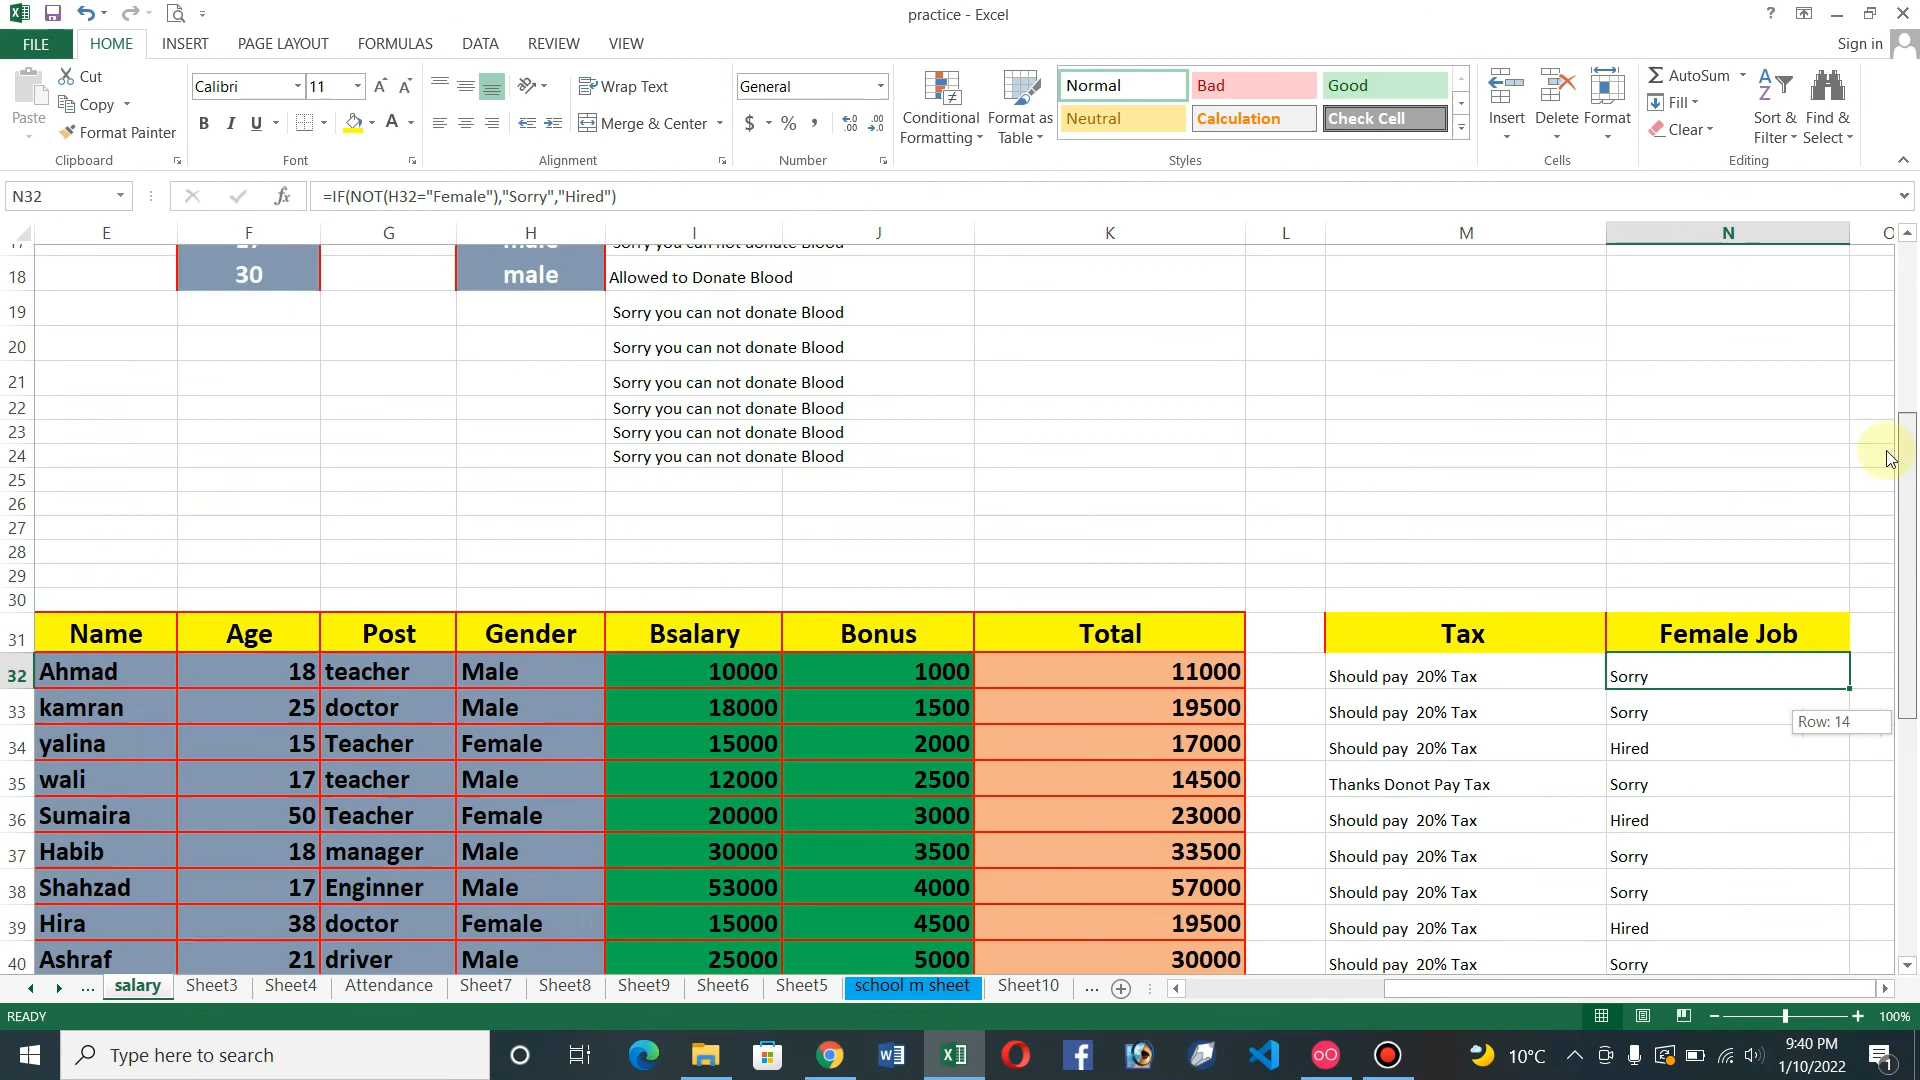 practice - Excel
FILE HOME INSERT PAGE LAYOUT FORMULAS DATA REVIEW VIEW Sign in
Paste Cut Copy Format Painter Clipboard
Calibri 11 B I U A Font
Wrap Text Merge & Center Alignment
General $ % , Number
Conditional Formatting Format as Table Normal Bad Good Neutral Calculation Check Cell Styles
Insert Delete Format Cells
AutoSum Fill Clear Sort & Filter Find & Select Editing
N32 fx =IF(NOT(H32="Female"),"Sorry","Hired")
E F G H I J K L M N O
18 30 male Allowed to Donate Blood
19 Sorry you can not donate Blood
20 Sorry you can not donate Blood
21 Sorry you can not donate Blood
22 Sorry you can not donate Blood
23 Sorry you can not donate Blood
24 Sorry you can not donate Blood
25
26
27
28
29
30
31 Name Age Post Gender Bsalary Bonus Total Tax Female Job
32 Ahmad 18 teacher Male 10000 1000 11000 Should pay 20% Tax Sorry
33 kamran 25 doctor Male 18000 1500 19500 Should pay 20% Tax Sorry
Row: 14
34 yalina 15 Teacher Female 15000 2000 17000 Should pay 20% Tax Hired
35 wali 17 teacher Male 12000 2500 14500 Thanks Donot Pay Tax Sorry
36 Sumaira 50 Teacher Female 20000 3000 23000 Should pay 20% Tax Hired
37 Habib 18 manager Male 30000 3500 33500 Should pay 20% Tax Sorry
38 Shahzad 17 Enginner Male 53000 4000 57000 Should pay 20% Tax Sorry
39 Hira 38 doctor Female 15000 4500 19500 Should pay 20% Tax Hired
40 Ashraf 21 driver Male 25000 5000 30000 Should pay 20% Tax Sorry
... salary Sheet3 Sheet4 Attendance Sheet7 Sheet8 Sheet9 Sheet6 Sheet5 school m sheet Sheet10 ...
READY 100%
Type here to search 10°C 9:40 PM
1/10/2022 1